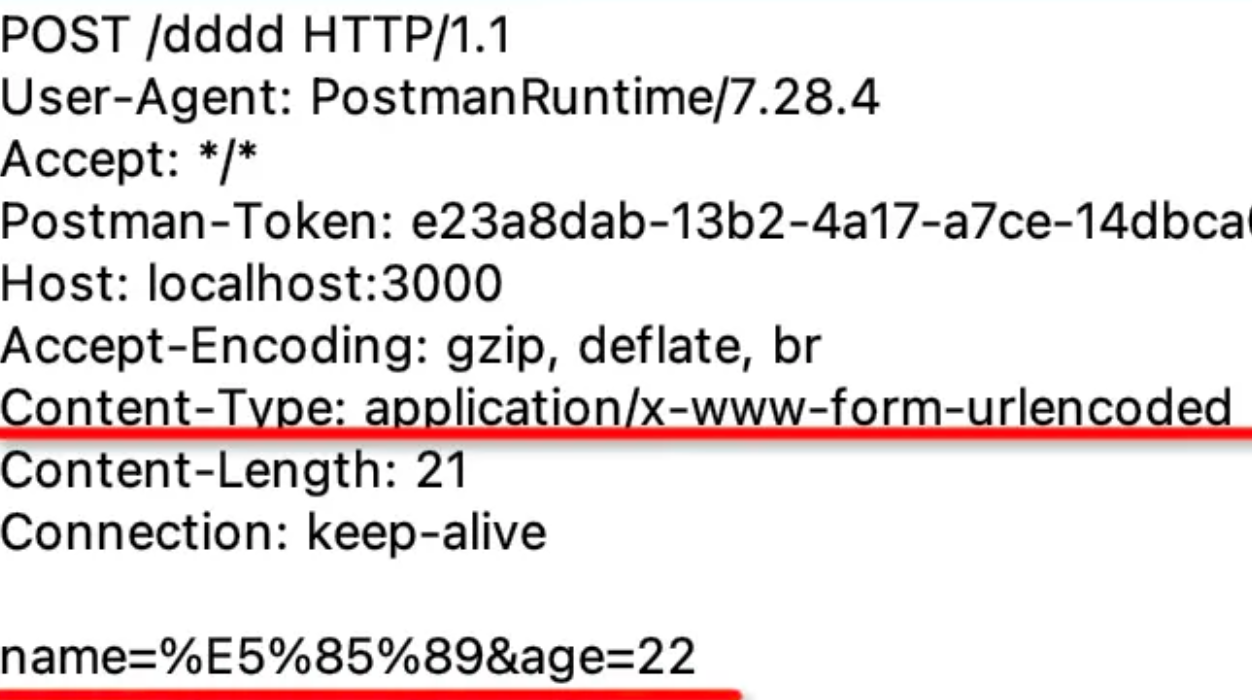 POST /dddd HTTP/1.1
User-Agent: PostmanRuntime/7.28.4
Accept: */*
Postman-Token: e23a8dab-13b2-4a17-a7ce-14dbca
Host: localhost:3000
Accept-Encoding: gzip, deflate, br
Content-Type: application/x-www-form-urlencoded
Content-Length: 21
Connection: keep-alive
name=%E5%85%89&age=22